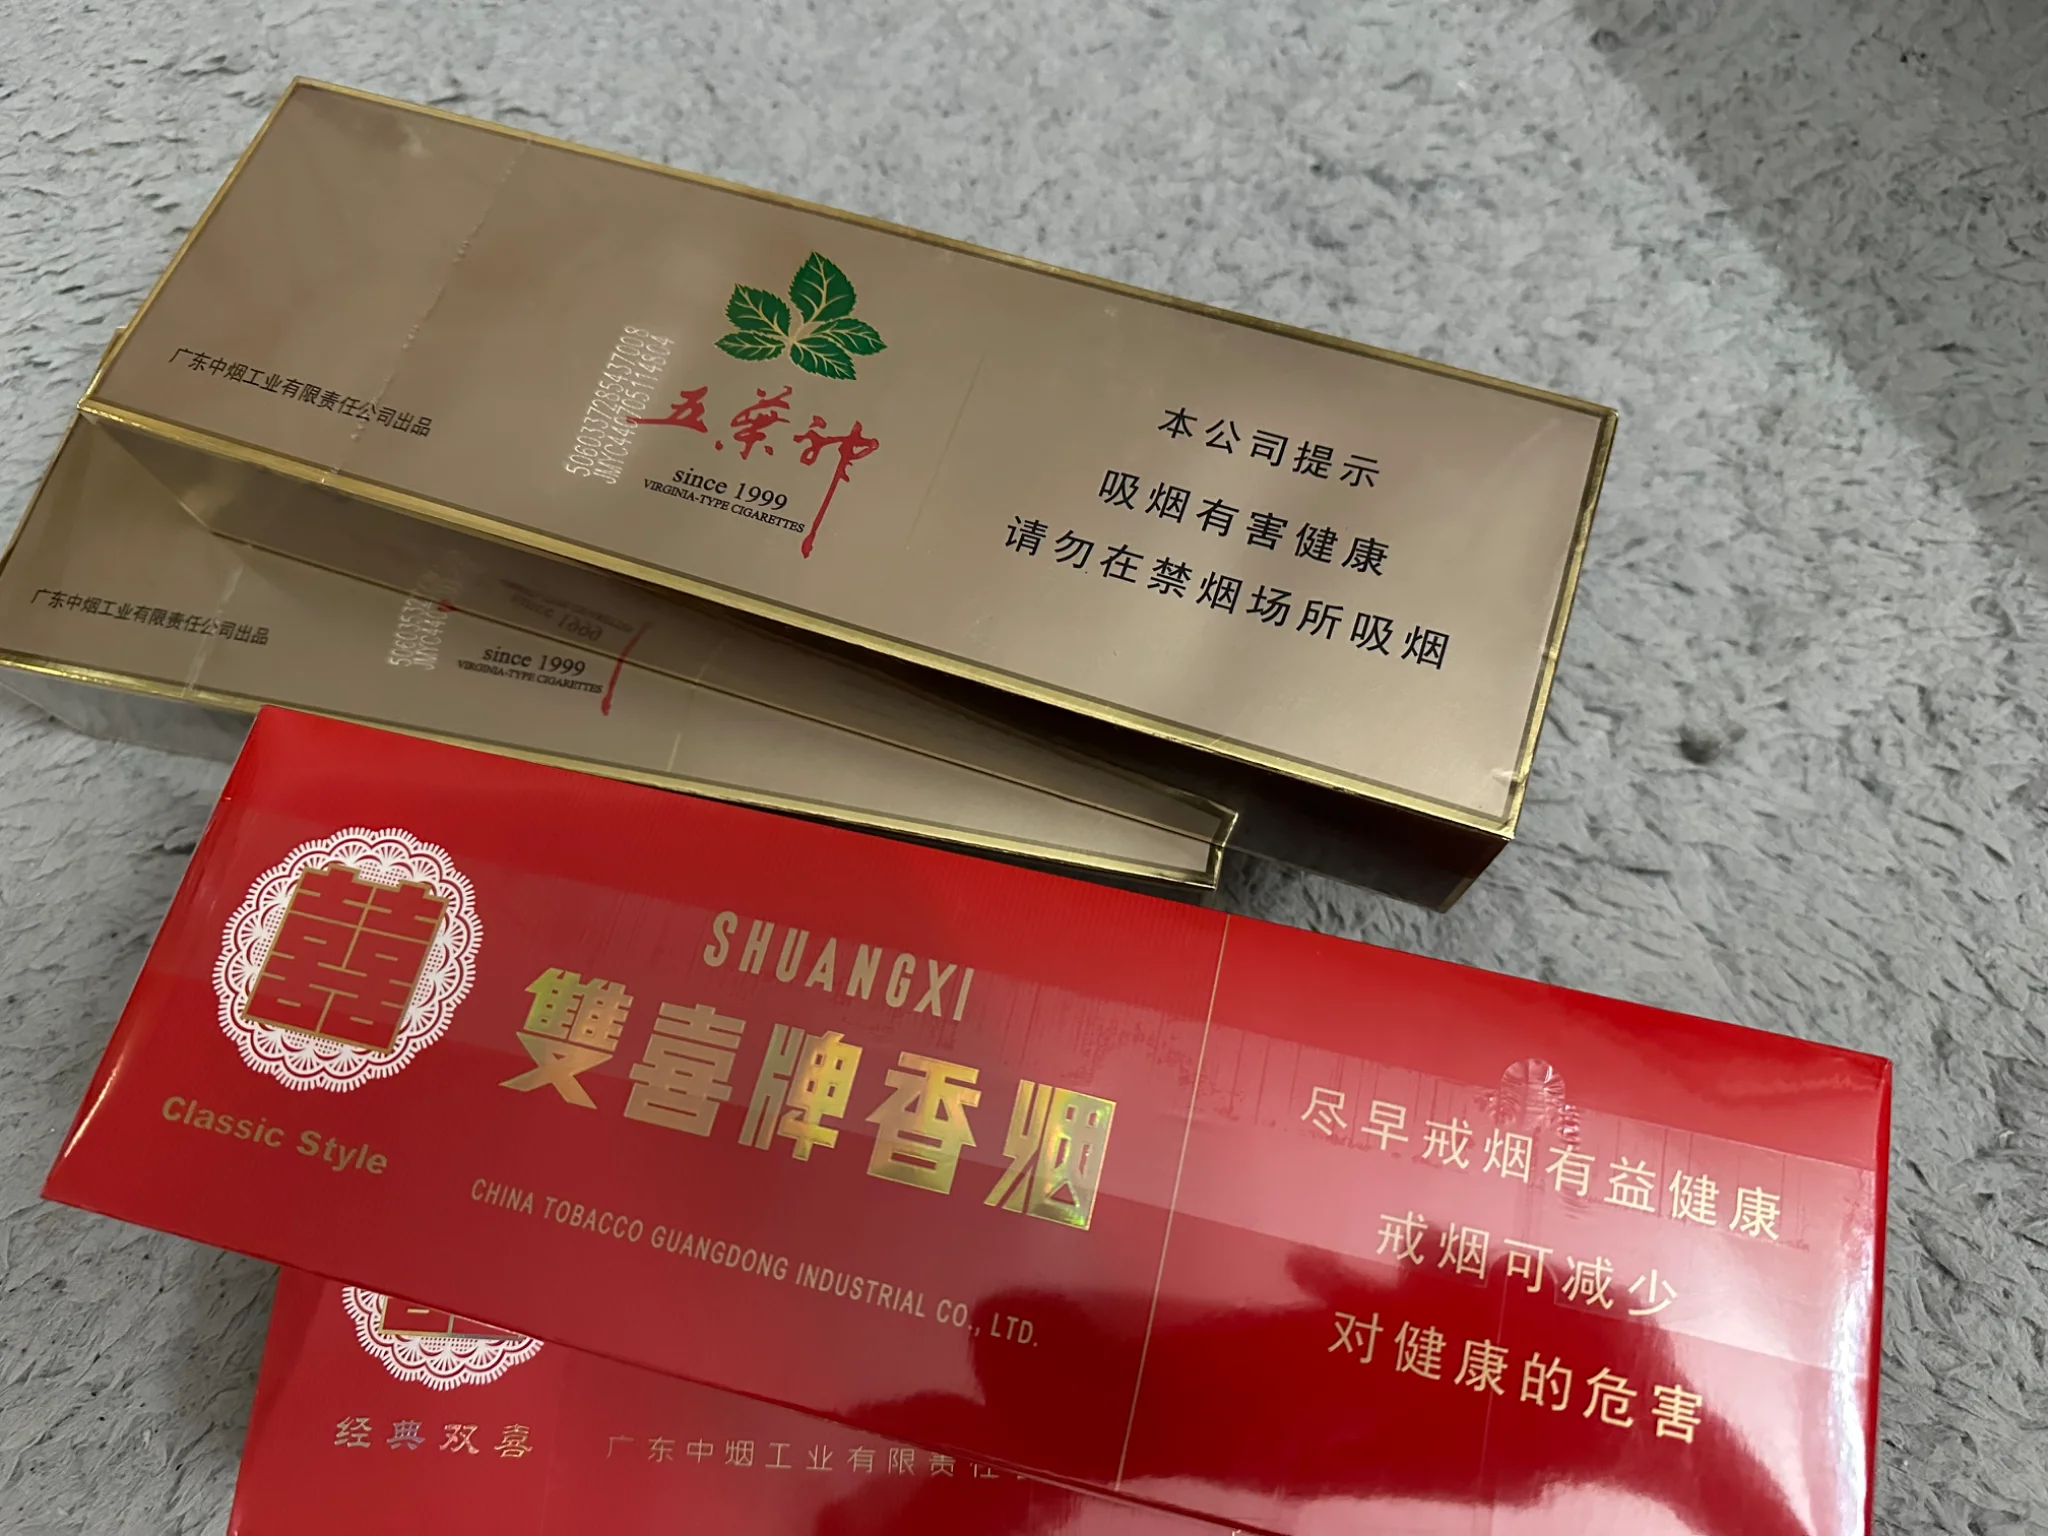 五葉神
since 1999
VIRGINIA-TYPE CIGARETTES
广东中烟工业有限责任公司出品
本公司提示
吸烟有害健康
请勿在禁烟场所吸烟
广东中烟工业有限责任公司出品
since 1999
VIRGINIA-TYPE CIGARETTES
囍
Classic Style
SHUANGXI
雙喜牌香烟
CHINA TOBACCO GUANGDONG INDUSTRIAL CO., LTD.
尽早戒烟有益健康
戒烟可减少
对健康的危害
经典双喜
广东中烟工业有限责任